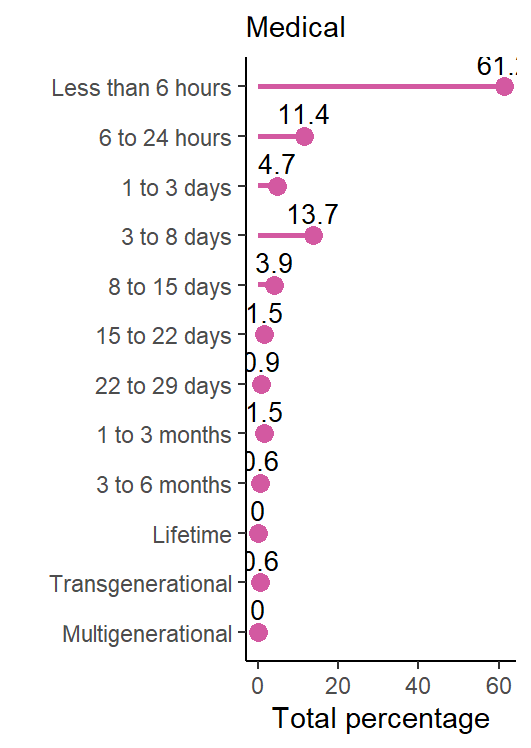 Medical
Less than 6 hours 61.2
6 to 24 hours 11.4
1 to 3 days 4.7
3 to 8 days 13.7
8 to 15 days 3.9
15 to 22 days 1.5
22 to 29 days 0.9
1 to 3 months 1.5
3 to 6 months 0.6
Lifetime 0
Transgenerational 0.6
Multigenerational 0
0 20 40 60
Total percentage